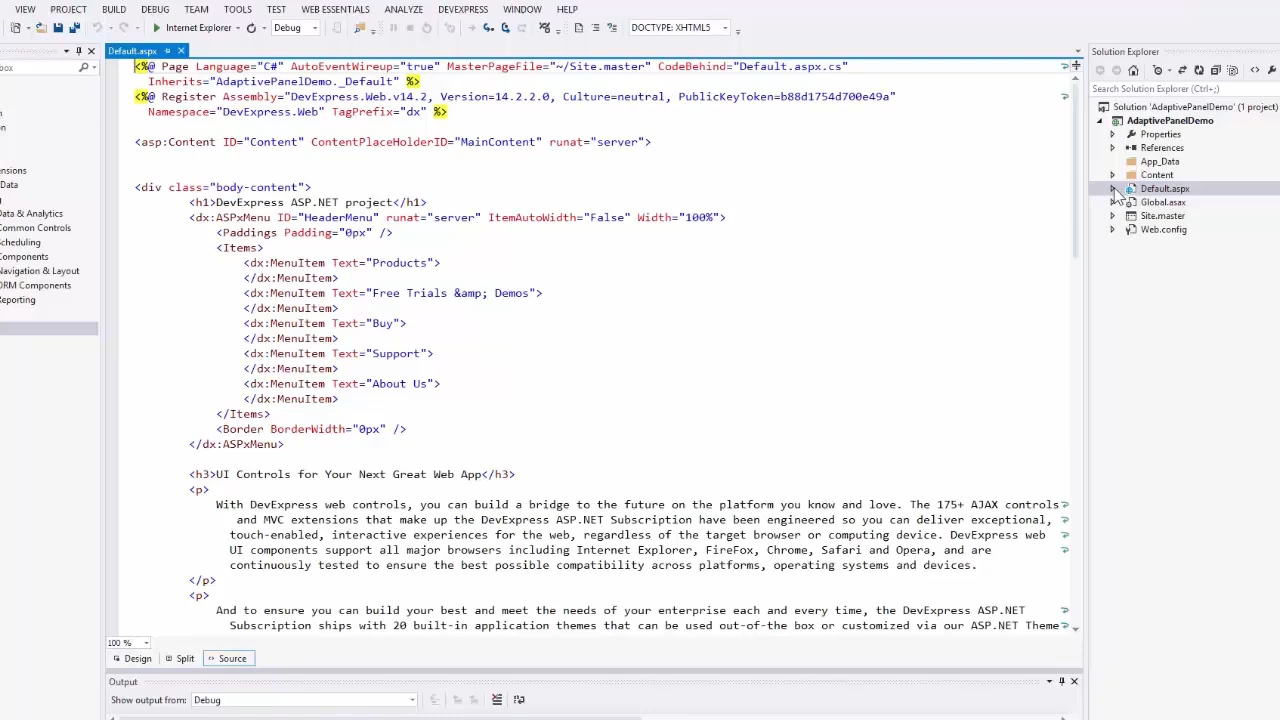 VIEW PROJECT BUILD DEBUG TEAM TOOLS TEST WEB ESSENTIALS ANALYZE DEVEXPRESS WINDOW HELP
Internet Explorer Debug DOCTYPE: XHTML5
Default.aspx
Solution Explorer
box
Search Solution Explorer (Ctrl+;)
<%@ Page Language="C#" AutoEventWireup="true" MasterPageFile="~/Site.master" CodeBehind="Default.aspx.cs"
Inherits="AdaptivePanelDemo._Default" %>
<%@ Register Assembly="DevExpress.Web.v14.2, Version=14.2.2.0, Culture=neutral, PublicKeyToken=b88d1754d700e49a"
Namespace="DevExpress.Web" TagPrefix="dx" %>
<asp:Content ID="Content" ContentPlaceHolderID="MainContent" runat="server">
<div class="body-content">
<h1>DevExpress ASP.NET project</h1>
<dx:ASPxMenu ID="HeaderMenu" runat="server" ItemAutoWidth="False" Width="100%">
<Paddings Padding="0px" />
<Items>
<dx:MenuItem Text="Products">
</dx:MenuItem>
<dx:MenuItem Text="Free Trials &amp; Demos">
</dx:MenuItem>
<dx:MenuItem Text="Buy">
</dx:MenuItem>
<dx:MenuItem Text="Support">
</dx:MenuItem>
<dx:MenuItem Text="About Us">
</dx:MenuItem>
</Items>
<Border BorderWidth="0px" />
</dx:ASPxMenu>
<h3>UI Controls for Your Next Great Web App</h3>
<p>
With DevExpress web controls, you can build a bridge to the future on the platform you know and love. The 175+ AJAX controls
and MVC extensions that make up the DevExpress ASP.NET Subscription have been engineered so you can deliver exceptional,
touch-enabled, interactive experiences for the web, regardless of the target browser or computing device. DevExpress web
UI components support all major browsers including Internet Explorer, FireFox, Chrome, Safari and Opera, and are
continuously tested to ensure the best possible compatibility across platforms, operating systems and devices.
</p>
<p>
And to ensure you can build your best and meet the needs of your enterprise each and every time, the DevExpress ASP.NET
Subscription ships with 20 built-in application themes that can be used out-of-the box or customized via our ASP.NET Theme
Solution 'AdaptivePanelDemo' (1 project)
AdaptivePanelDemo
Properties
References
App_Data
Content
Default.aspx
Global.asax
Site.master
Web.config
ensions
Data
Data & Analytics
Common Controls
Scheduling
Components
Navigation & Layout
ORM Components
Reporting
100 %
Design Split Source
Output
Show output from: Debug